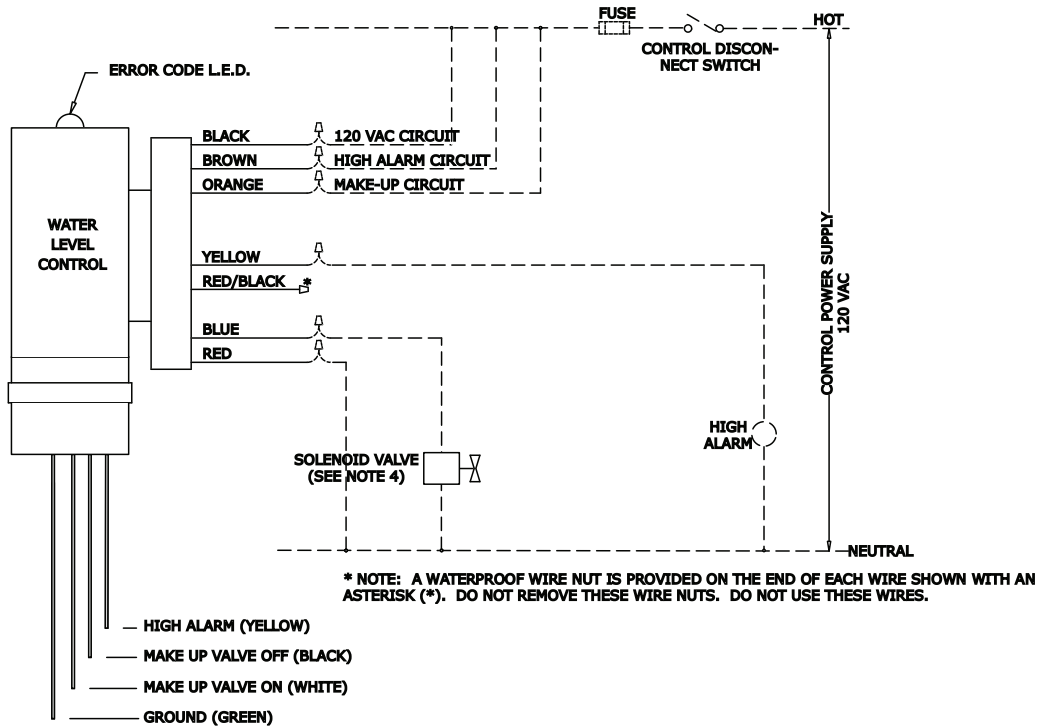 FUSE
HOT
CONTROL DISCON-
NECT SWITCH
ERROR CODE L.E.D.
BLACK
120 VAC CIRCUIT
BROWN
HIGH ALARM CIRCUIT
ORANGE
MAKE-UP CIRCUIT
WATER
LEVEL
CONTROL
YELLOW
RED/BLACK *
BLUE
RED
CONTROL POWER SUPPLY
120 VAC
HIGH
ALARM
SOLENOID VALVE
(SEE NOTE 4)
NEUTRAL
* NOTE: A WATERPROOF WIRE NUT IS PROVIDED ON THE END OF EACH WIRE SHOWN WITH AN
ASTERISK (*). DO NOT REMOVE THESE WIRE NUTS. DO NOT USE THESE WIRES.
HIGH ALARM (YELLOW)
MAKE UP VALVE OFF (BLACK)
MAKE UP VALVE ON (WHITE)
GROUND (GREEN)